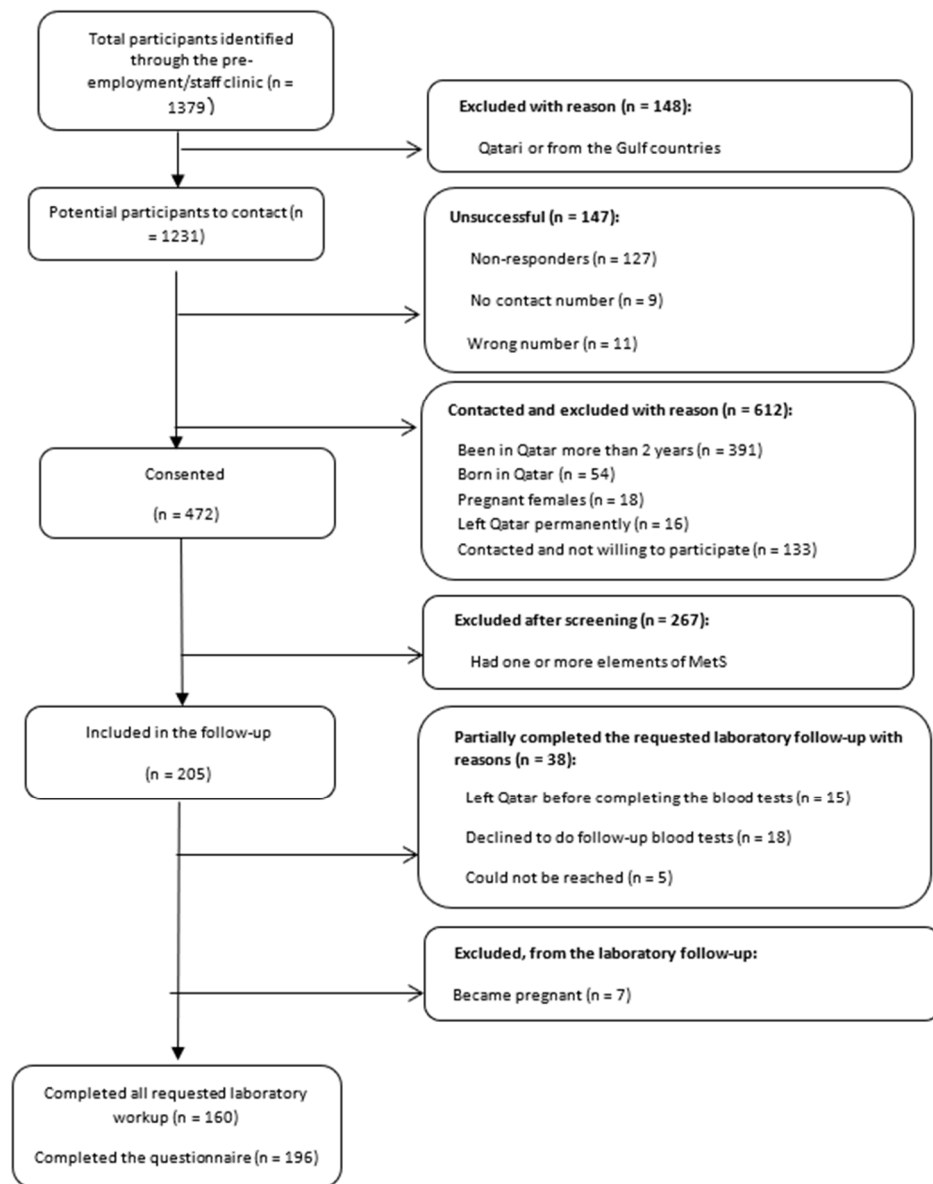 Total participants identified
through the pre-
employment/staff clinic (n =
1379)
Excluded with reason (n = 148):
Qatari or from the Gulf countries
Potential participants to contact (n
= 1231)
Unsuccessful (n = 147):
Non-responders (n = 127)
No contact number (n = 9)
Wrong number (n = 11)
Contacted and excluded with reason (n = 612):
Been in Qatar more than 2 years (n = 391)
Born in Qatar (n = 54)
Pregnant females (n = 18)
Left Qatar permanently (n = 16)
Contacted and not willing to participate (n = 133)
Consented
(n = 472)
Excluded after screening (n = 267):
Had one or more elements of MetS
Included in the follow-up
(n = 205)
Partially completed the requested laboratory follow-up with
reasons (n = 38):
Left Qatar before completing the blood tests (n = 15)
Declined to do follow-up blood tests (n = 18)
Could not be reached (n = 5)
Excluded, from the laboratory follow-up:
Became pregnant (n = 7)
Completed all requested laboratory
workup (n = 160)
Completed the questionnaire (n = 196)